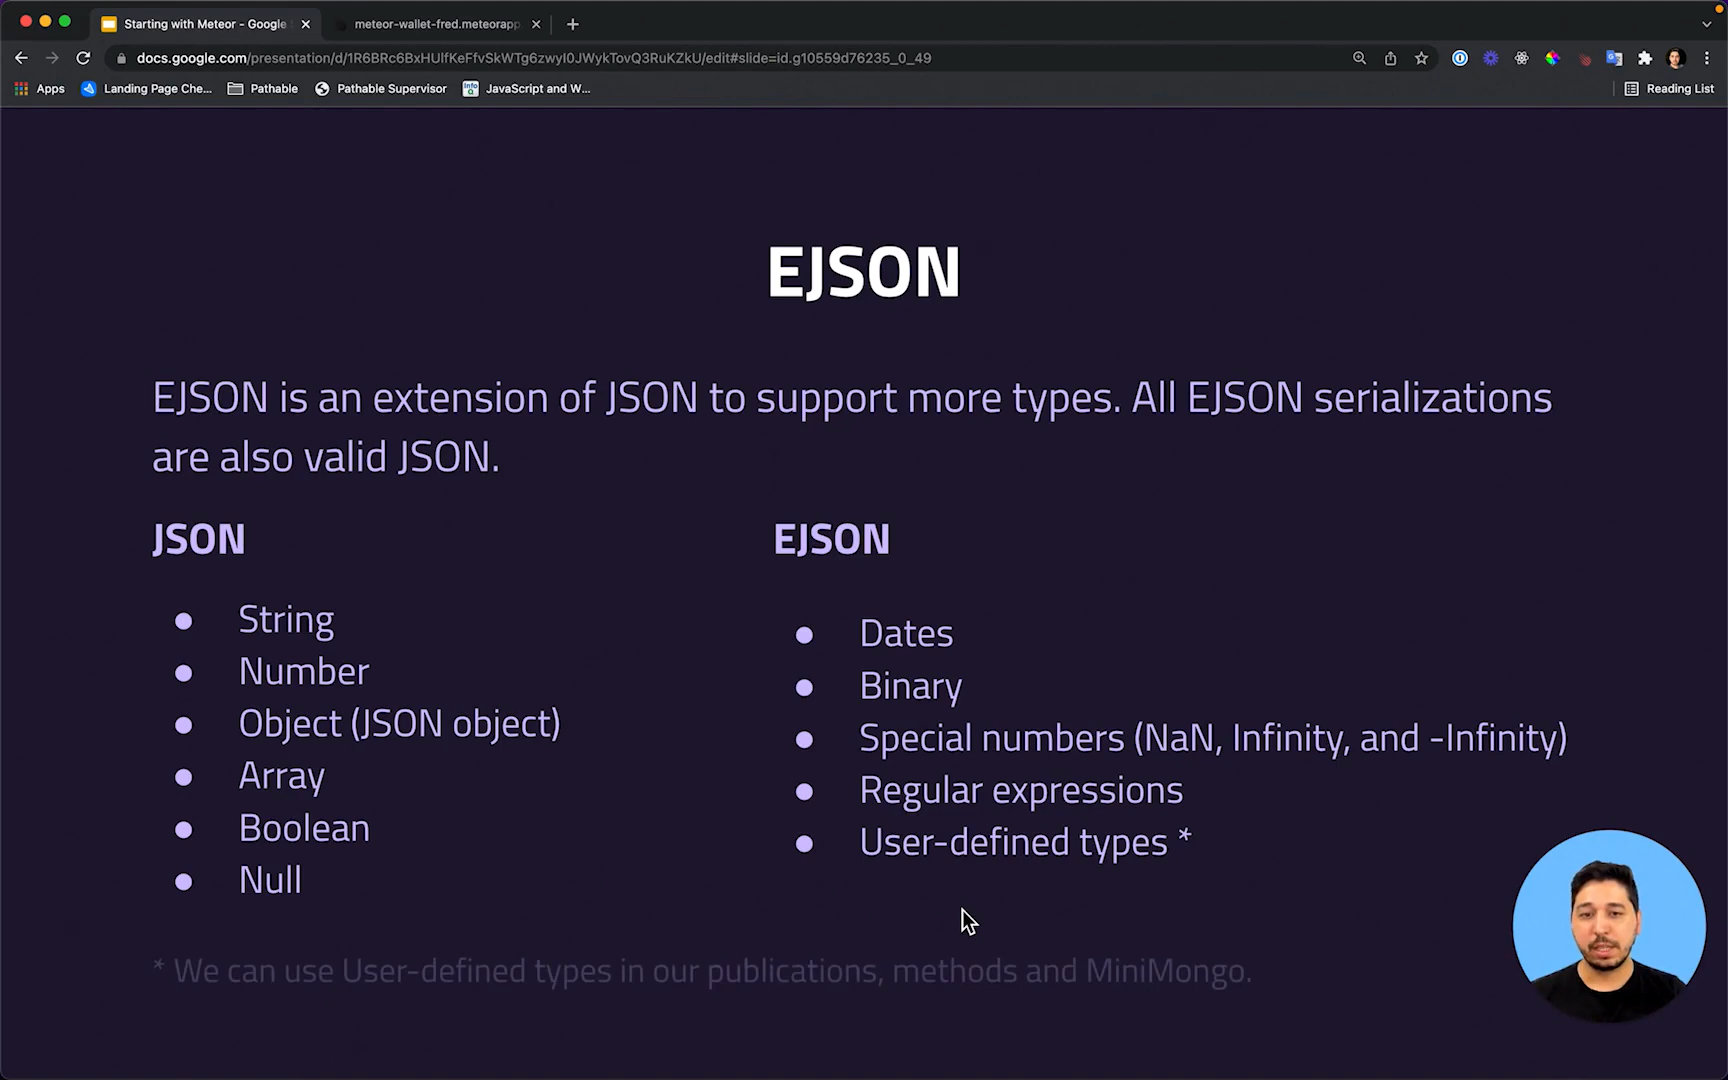 Starting with Meteor - Google
meteor-wallet-fred.meteorapp.
docs.google.com/presentation/d/1R6BRc6BxHUlfKeFfvSkWTg6zwyI0JWykTovQ3RuKZkU/edit#slide=id.g10559d76235_0_49
Apps
Landing Page Che...
Pathable
Pathable Supervisor
JavaScript and W...
Reading List
EJSON
EJSON is an extension of JSON to support more types. All EJSON serializations
are also valid JSON.
JSON
● String
● Number
● Object (JSON object)
● Array
● Boolean
● Null
EJSON
● Dates
● Binary
● Special numbers (NaN, Infinity, and -Infinity)
● Regular expressions
● User-defined types *
* We can use User-defined types in our publications, methods and MiniMongo.